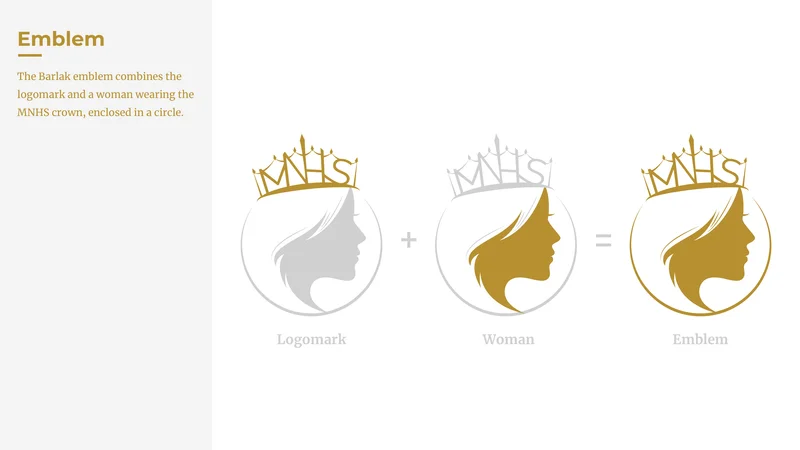 Emblem
The Barlak emblem combines the
logomark and a woman wearing the
MNHS crown, enclosed in a circle.
MNHS
MNHS
MNHS
+
=
Logomark
Woman
Emblem